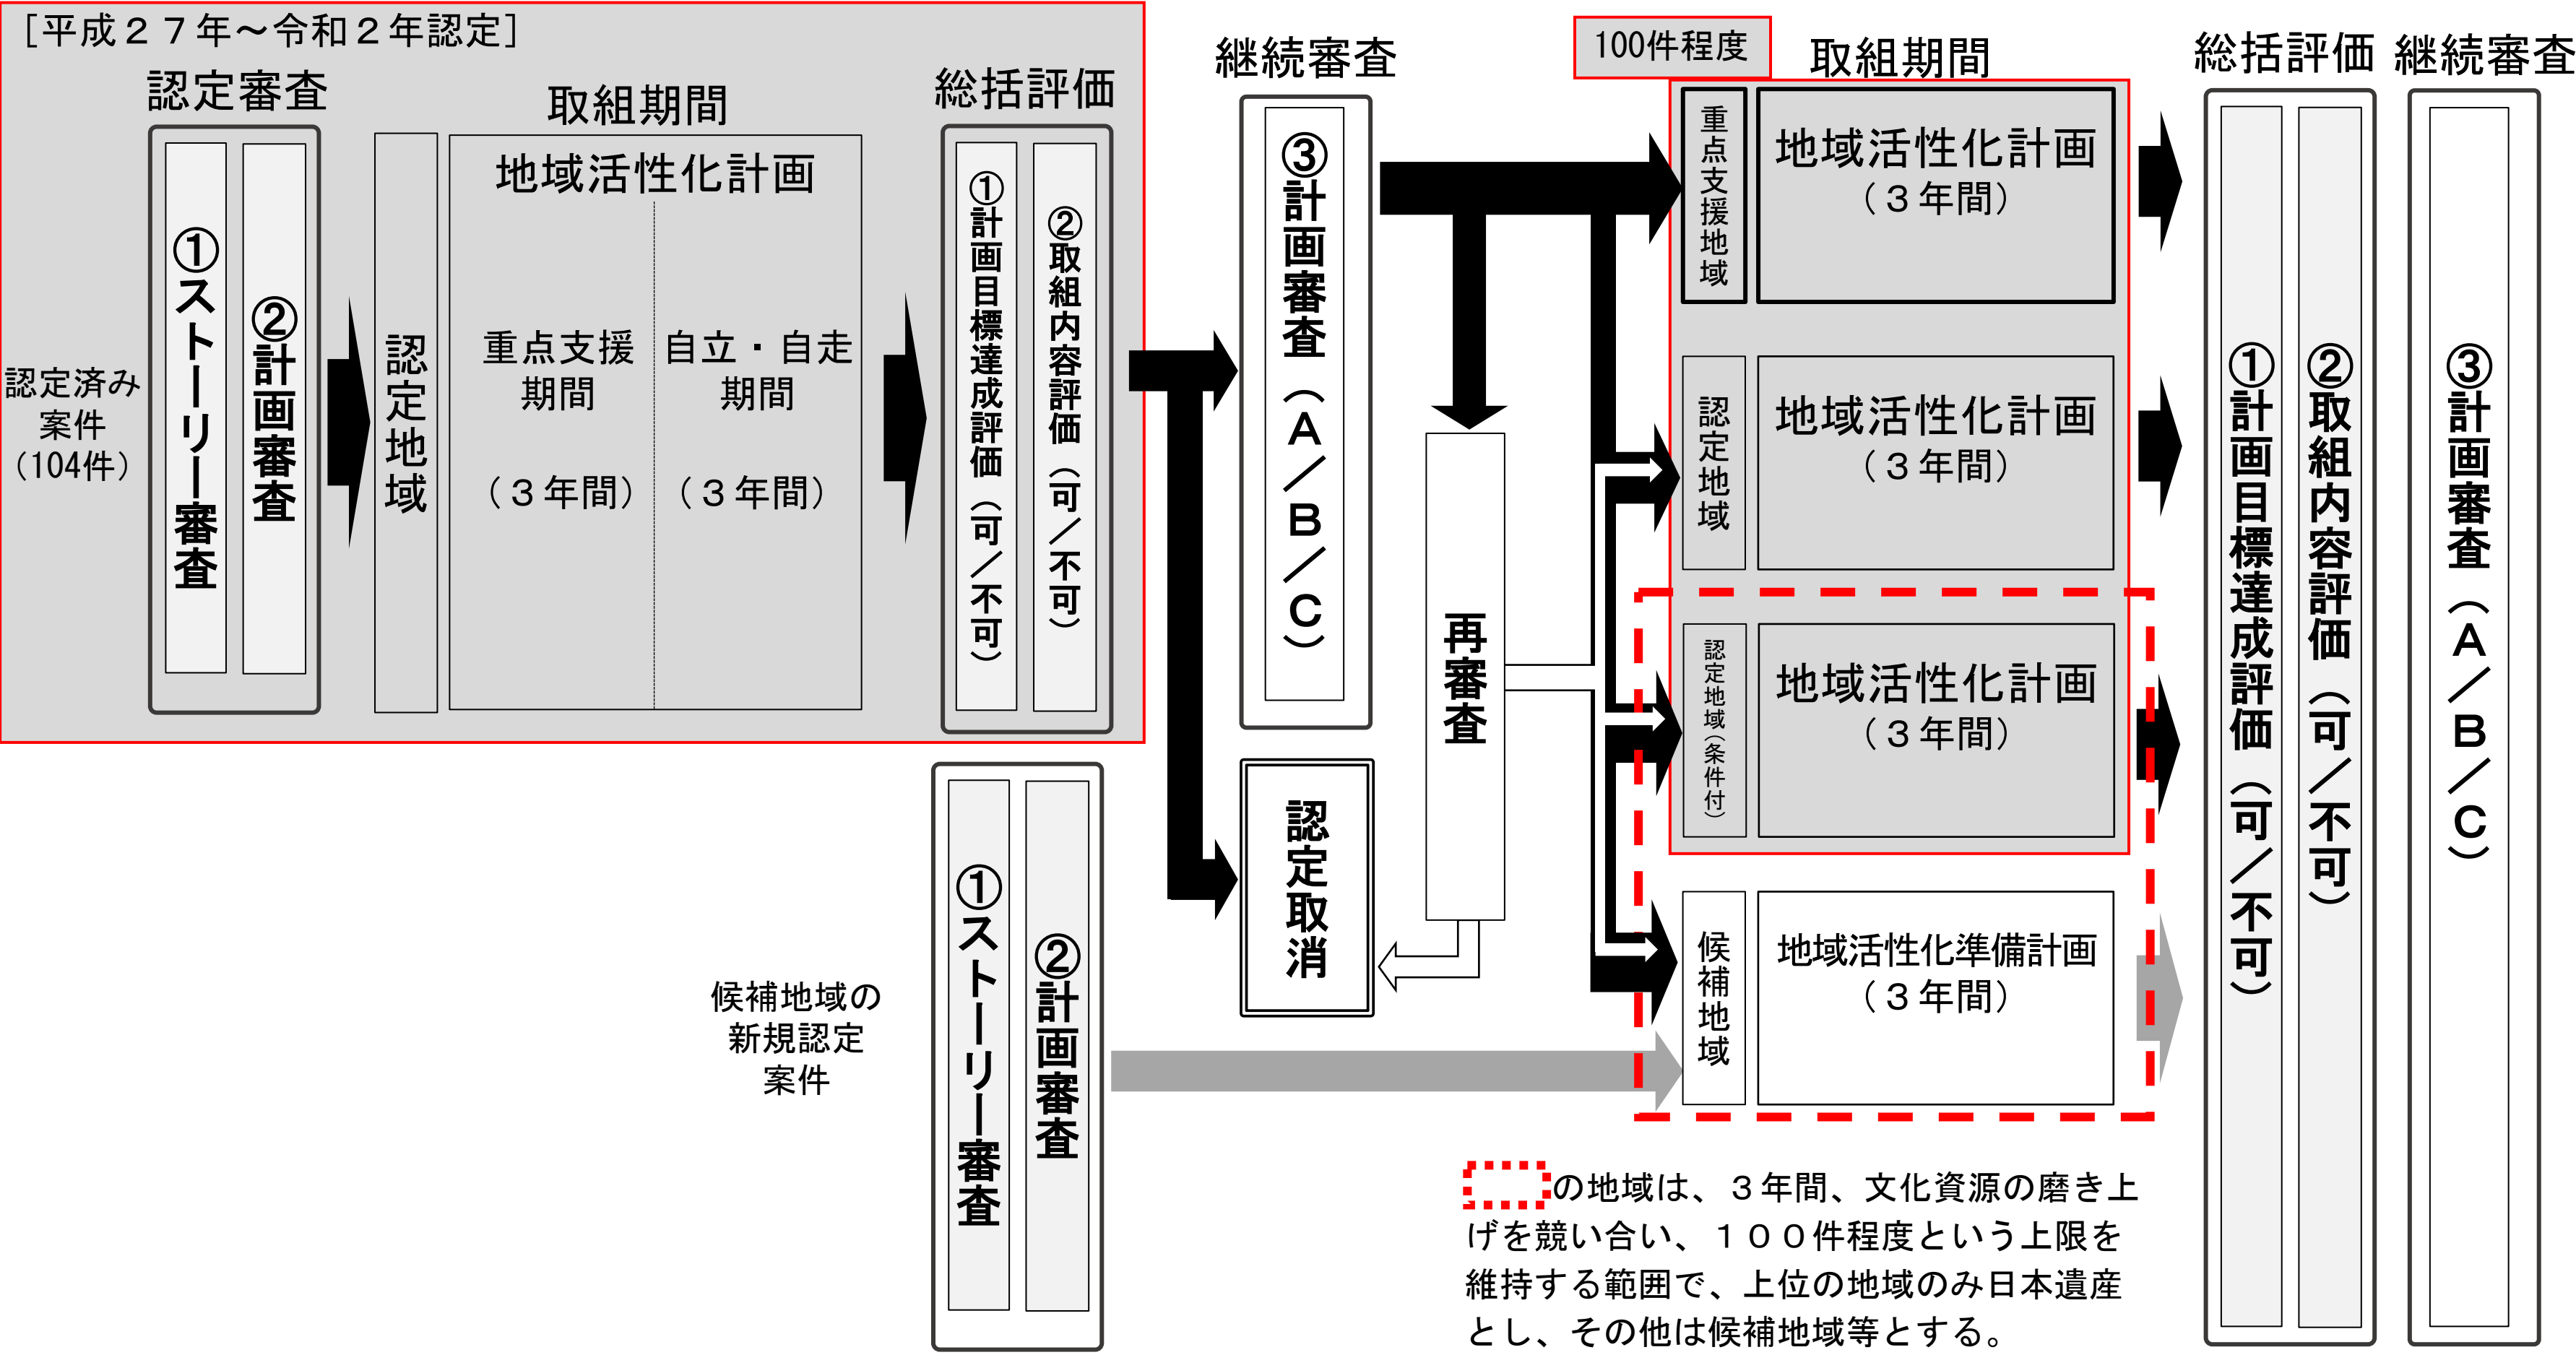 ［平成２７年～令和２年認定］
認定審査
取組期間
総括評価
認定済み
案件
（104件）
①ストーリー審査
②計画審査
認定地域
地域活性化計画
重点支援
期間
（３年間）
自立・自走
期間
（３年間）
①計画目標達成評価（可／不可）
②取組内容評価（可／不可）
継続審査
③計画審査（Ａ／Ｂ／Ｃ）
認定取消
再審査
候補地域の
新規認定
案件
①ストーリー審査
②計画審査
100件程度
取組期間
重点支援地域
地域活性化計画
（３年間）
認定地域
地域活性化計画
（３年間）
認定地域（条件付）
地域活性化計画
（３年間）
候補地域
地域活性化準備計画
（３年間）
総括評価
①計画目標達成評価（可／不可）
②取組内容評価（可／不可）
継続審査
③計画審査（Ａ／Ｂ／Ｃ）
の地域は、３年間、文化資源の磨き上
げを競い合い、１００件程度という上限を
維持する範囲で、上位の地域のみ日本遺産
とし、その他は候補地域等とする。